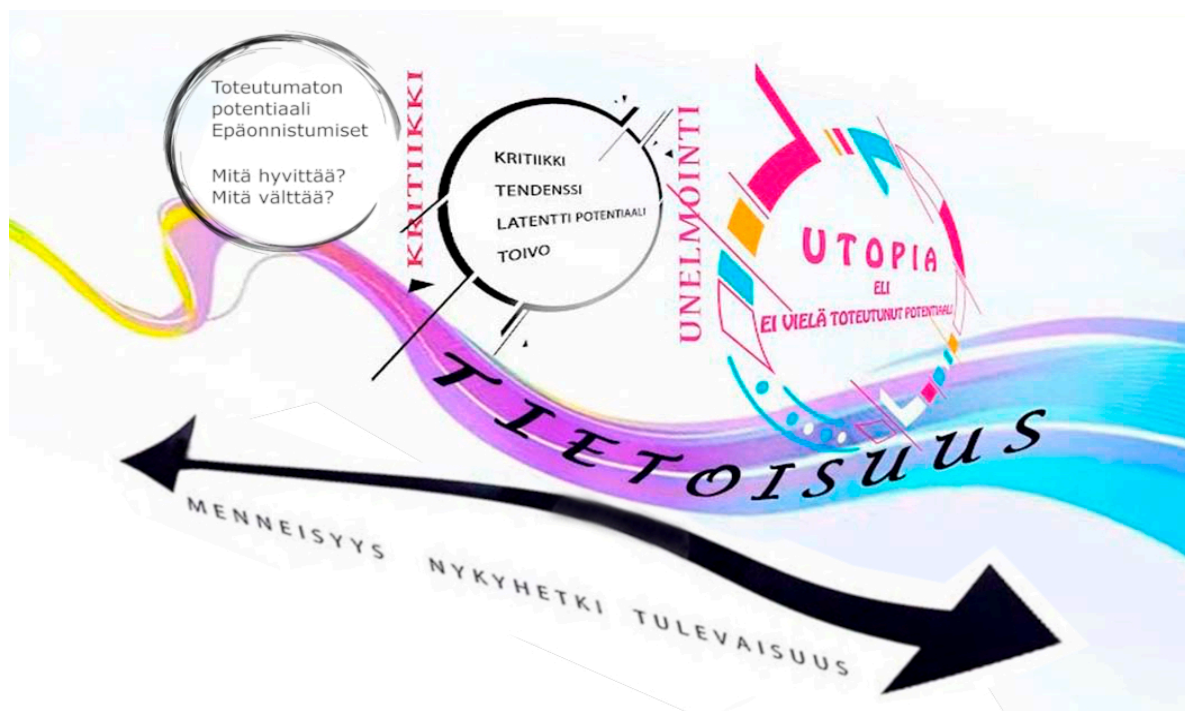 Toteutumaton
potentiaali
Epäonnistumiset
Mitä hyvittää?
Mitä välttää?
KRITIIKKI
KRITIIKKI
TENDENSSI
LATENTTI POTENTIAALI
TOIVO
UNELMOINTI
UTOPIA
ELI
EI VIELÄ TOTEUTUNUT POTENTIAALI
TIETOISUUS
MENNEISYYS NYKYHETKI TULEVAISUUS